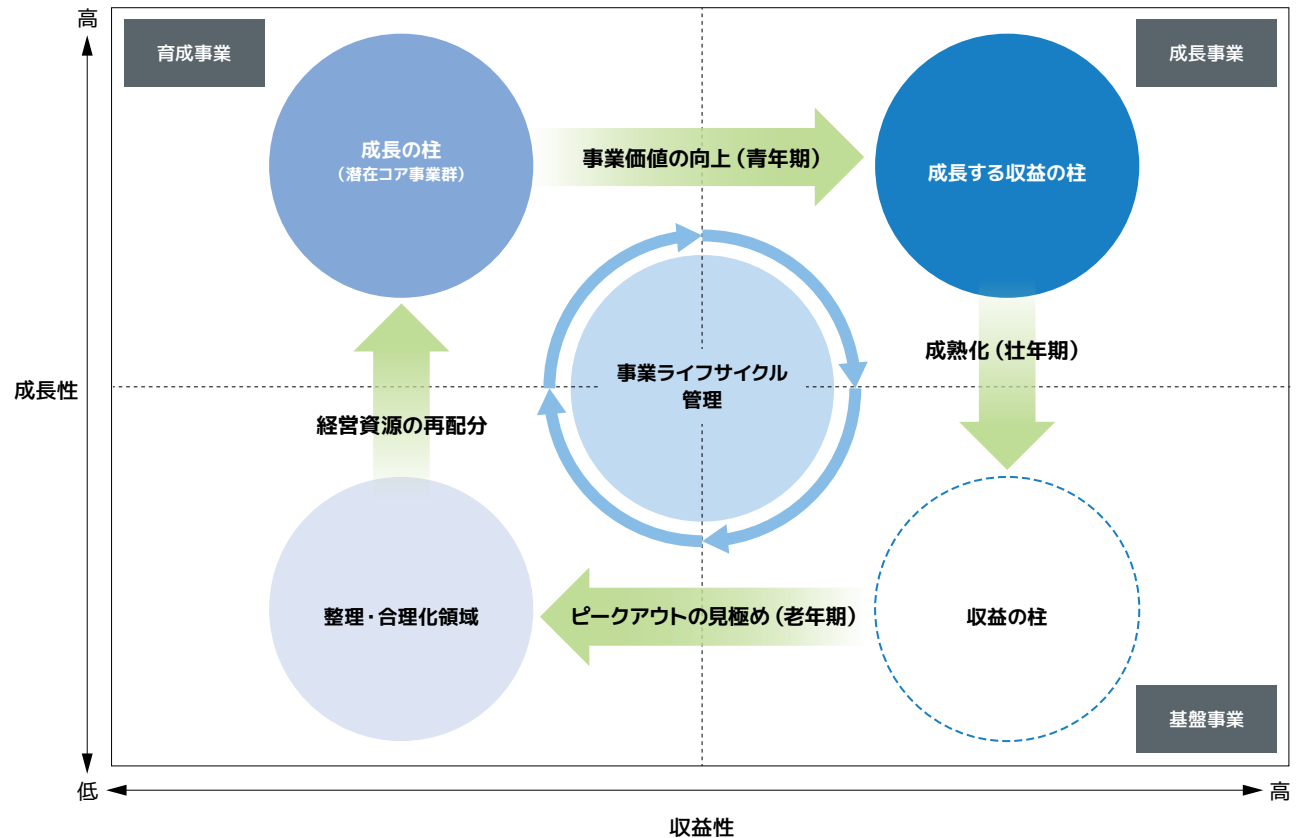 高
育成事業
成長事業
成長の柱
（潜在コア事業群）
事業価値の向上（青年期）
成長する収益の柱
成熟化（壮年期）
事業ライフサイクル
管理
成長性
経営資源の再配分
整理・合理化領域
ピークアウトの見極め（老年期）
収益の柱
基盤事業
低
高
収益性